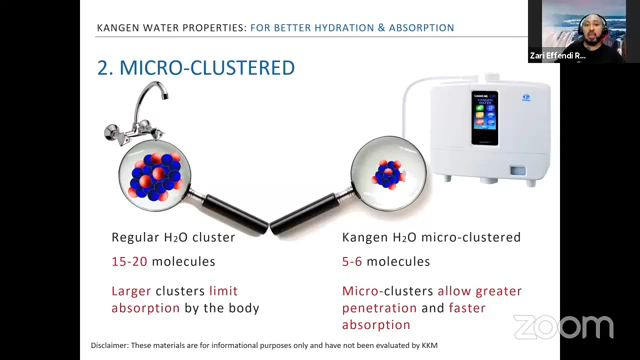 KANGEN WATER PROPERTIES: FOR BETTER HYDRATION & ABSORPTION
Zari Effendi R...
2. MICRO-CLUSTERED
Regular H₂O cluster
15-20 molecules
Larger clusters limit
absorption by the body
Kangen H₂O micro-clustered
5-6 molecules
Micro-clusters allow greater
penetration and faster
absorption
zoom
Disclaimer: These materials are for informational purposes only and have not been evaluated by KKM